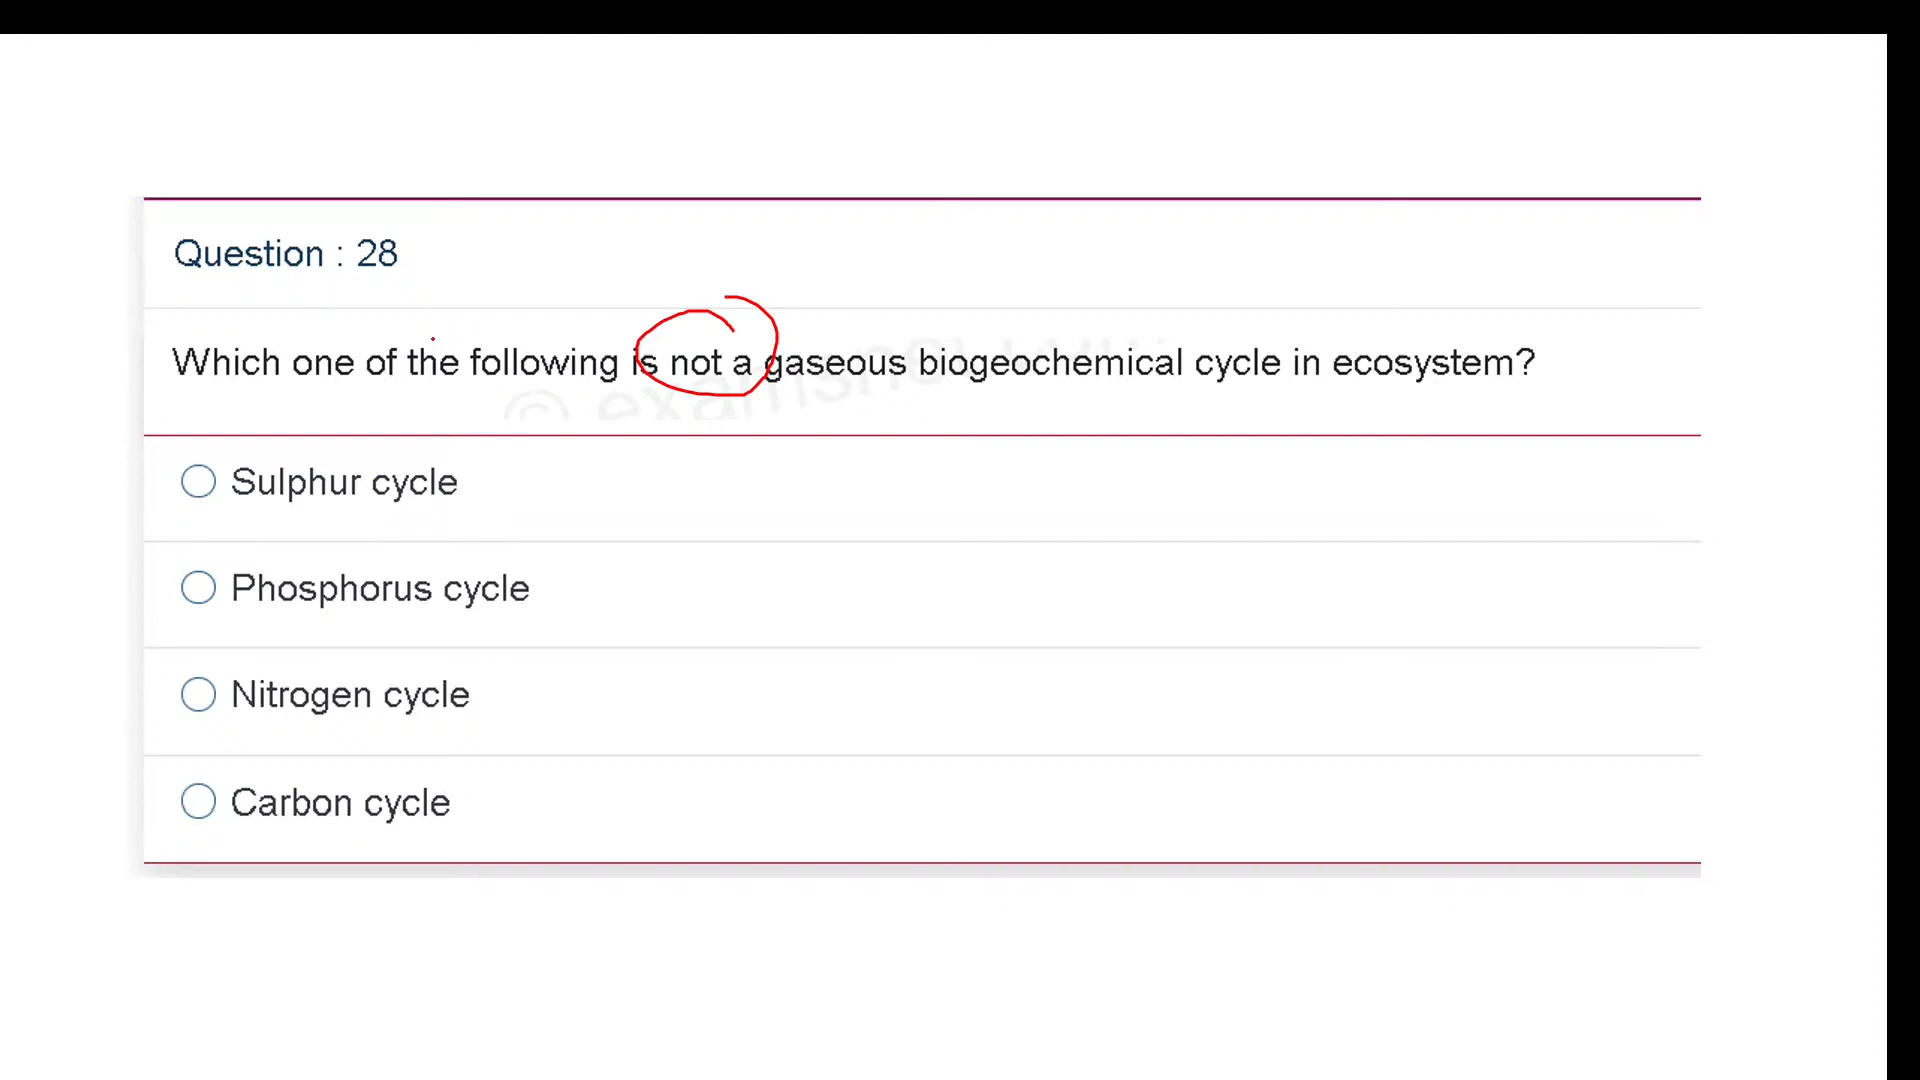 Question : 28
Which one of the following is not a gaseous biogeochemical cycle in ecosystem?
Sulphur cycle
Phosphorus cycle
Nitrogen cycle
Carbon cycle